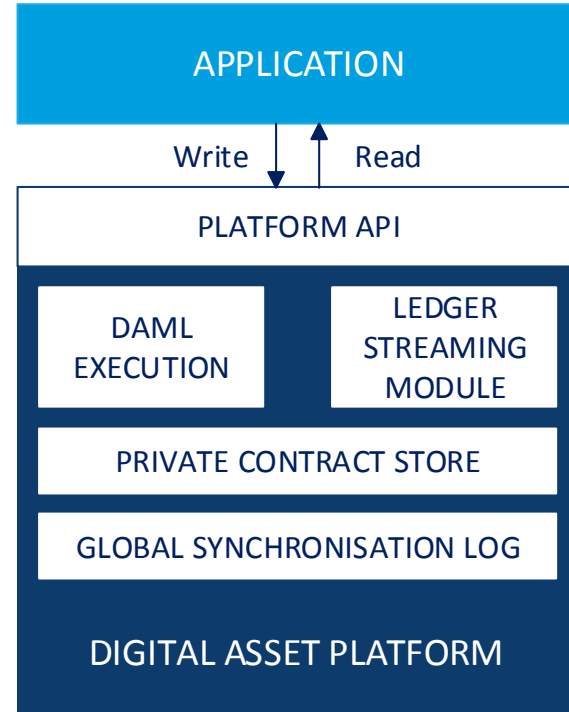 APPLICATION
Write Read
PLATFORM API
DAML
EXECUTION
LEDGER
STREAMING
MODULE
PRIVATE CONTRACT STORE
GLOBAL SYNCHRONISATION LOG
DIGITAL ASSET PLATFORM